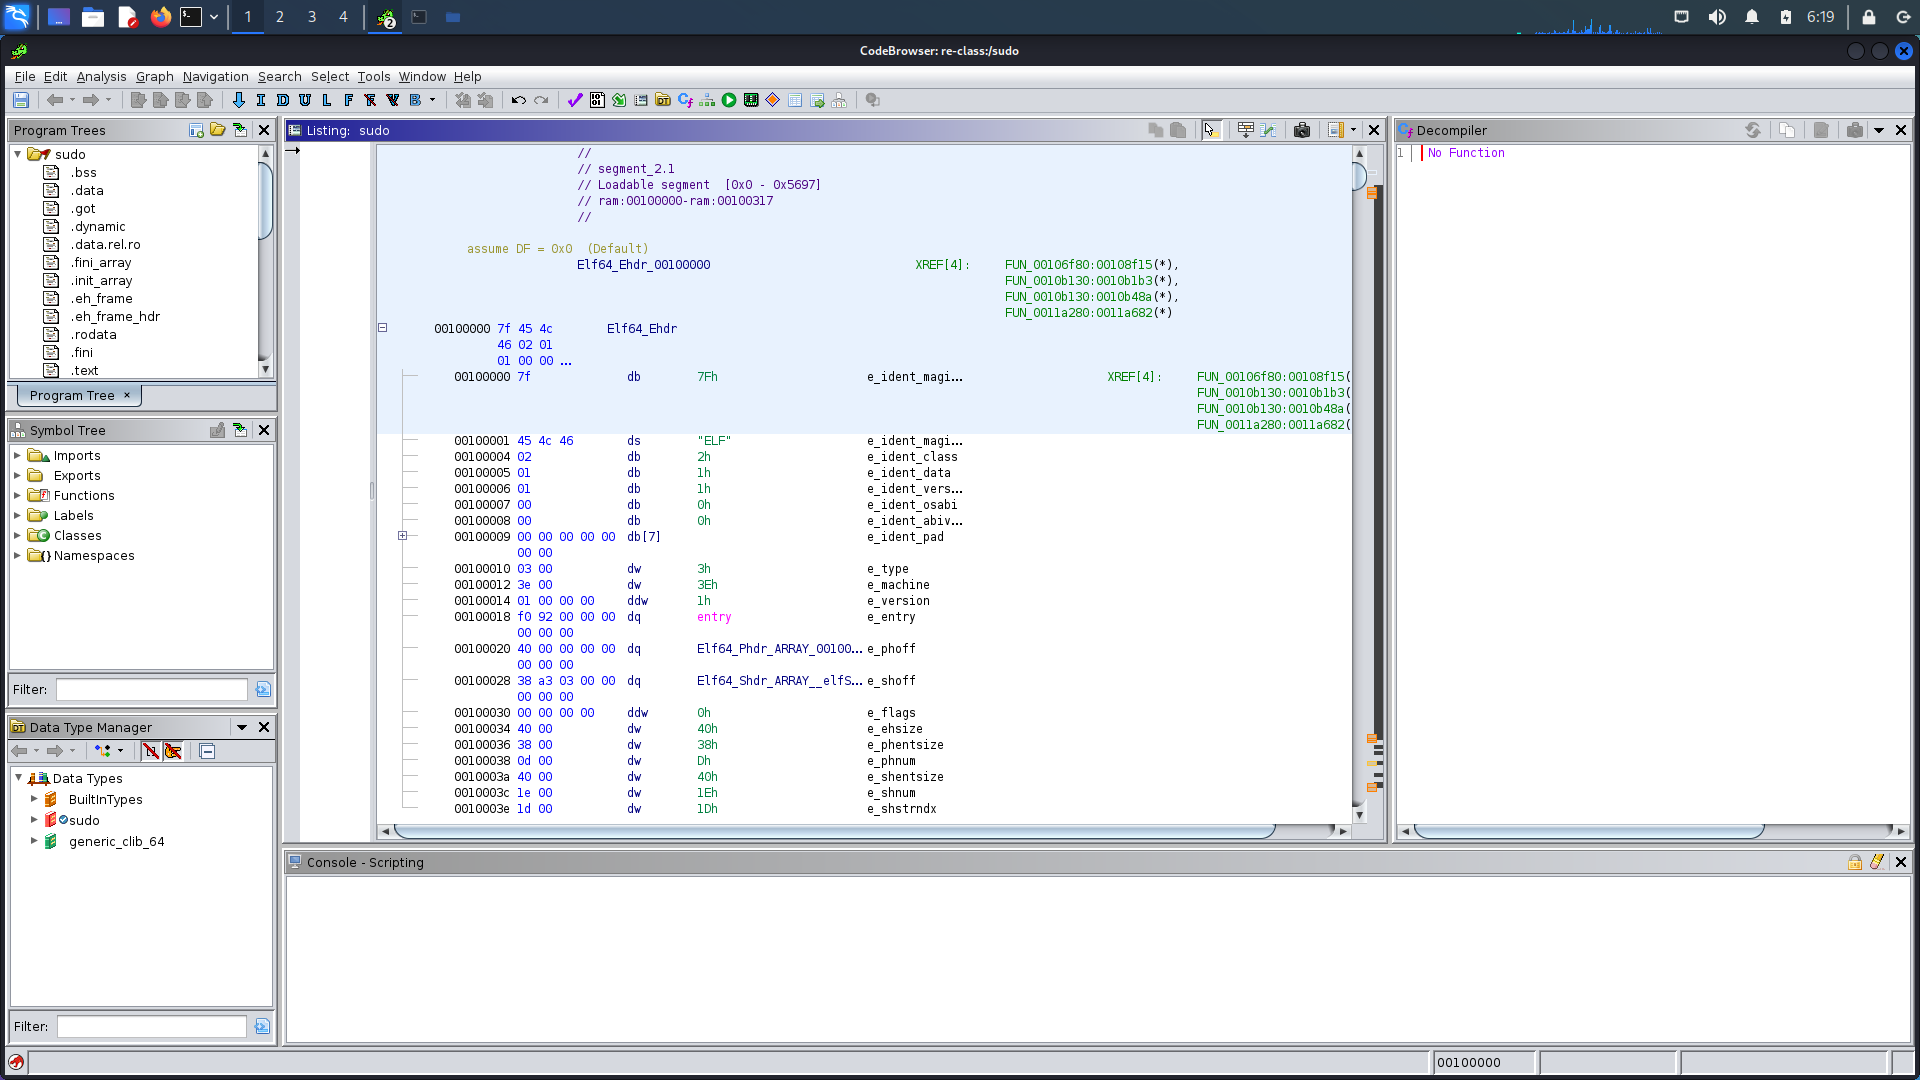 1 2 3 4 2 6:19
CodeBrowser: re-class:/sudo
File Edit Analysis Graph Navigation Search Select Tools Window Help
I D U L F B
Program Trees
sudo
.bss
.data
.got
.dynamic
.data.rel.ro
.fini_array
.init_array
.eh_frame
.eh_frame_hdr
.rodata
.fini
.text
Program Tree ×
Symbol Tree
Imports
Exports
Functions
Labels
Classes
Namespaces
Filter:
Data Type Manager
Data Types
BuiltInTypes
sudo
generic_clib_64
Filter:
Listing: sudo
//
// segment_2.1
// Loadable segment [0x0 - 0x5697]
// ram:00100000-ram:00100317
//
assume DF = 0x0 (Default)
Elf64_Ehdr_00100000 XREF[4]: FUN_00106f80:00108f15(*),
FUN_0010b130:0010b1b3(*),
FUN_0010b130:0010b48a(*),
FUN_0011a280:0011a682(*)
00100000 7f 45 4c Elf64_Ehdr
46 02 01
01 00 00 ...
00100000 7f db 7Fh e_ident_magi... XREF[4]: FUN_00106f80:00108f15(
FUN_0010b130:0010b1b3(
FUN_0010b130:0010b48a(
FUN_0011a280:0011a682(
00100001 45 4c 46 ds "ELF" e_ident_magi...
00100004 02 db 2h e_ident_class
00100005 01 db 1h e_ident_data
00100006 01 db 1h e_ident_vers...
00100007 00 db 0h e_ident_osabi
00100008 00 db 0h e_ident_abiv...
00100009 00 00 00 00 00 db[7] e_ident_pad
00 00
00100010 03 00 dw 3h e_type
00100012 3e 00 dw 3Eh e_machine
00100014 01 00 00 00 ddw 1h e_version
00100018 f0 92 00 00 00 dq entry e_entry
00 00 00
00100020 40 00 00 00 00 dq Elf64_Phdr_ARRAY_00100... e_phoff
00 00 00
00100028 38 a3 03 00 00 dq Elf64_Shdr_ARRAY__elfS... e_shoff
00 00 00
00100030 00 00 00 00 ddw 0h e_flags
00100034 40 00 dw 40h e_ehsize
00100036 38 00 dw 38h e_phentsize
00100038 0d 00 dw Dh e_phnum
0010003a 40 00 dw 40h e_shentsize
0010003c 1e 00 dw 1Eh e_shnum
0010003e 1d 00 dw 1Dh e_shstrndx
Decompiler
1 No Function
Console - Scripting
00100000